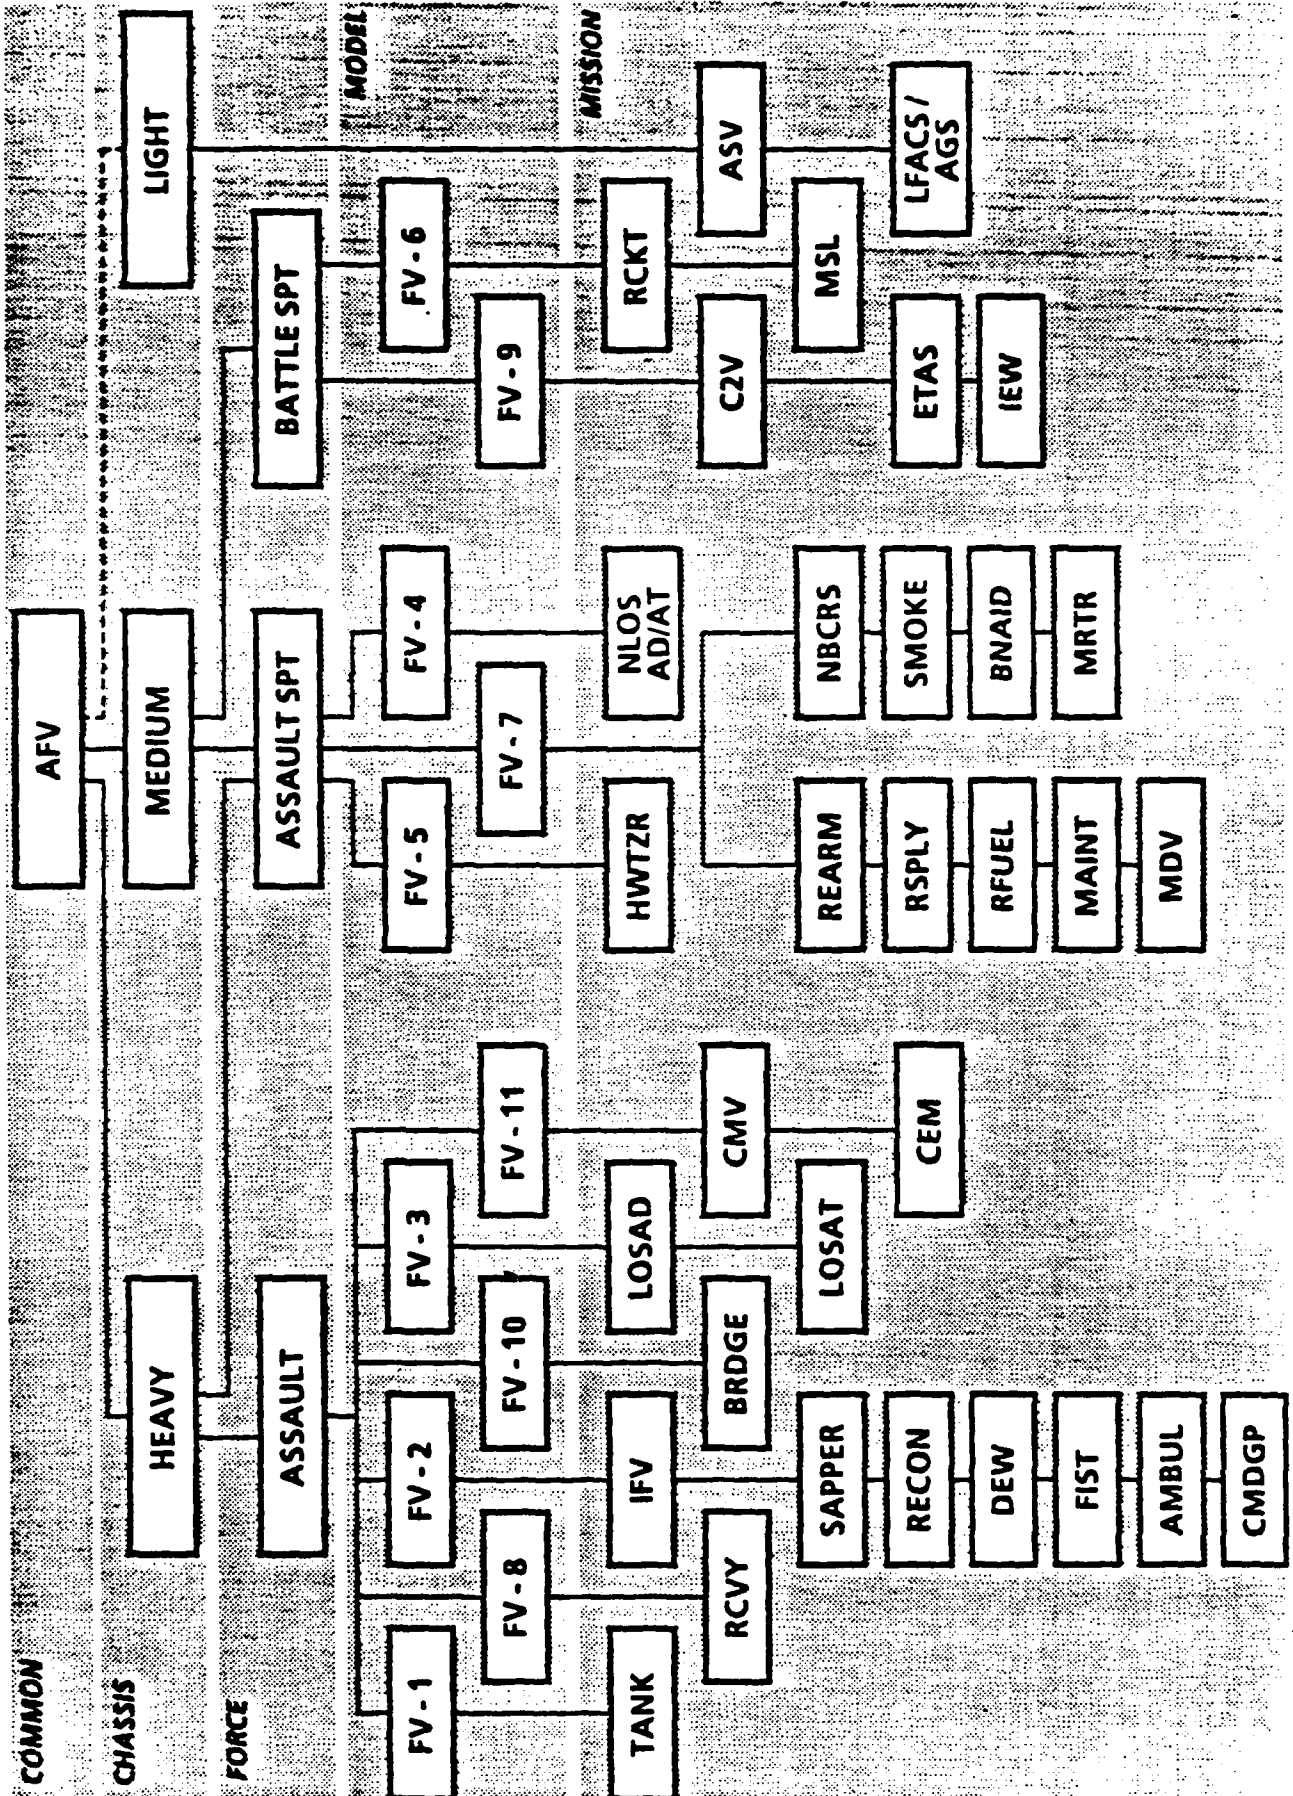 COMMON
AFV
CHASSIS
HEAVY
MEDIUM
LIGHT
FORCE
ASSAULT
ASSAULT SPT
BATTLE SPT
MODEL
FV - 1
FV - 2
FV - 3
FV - 5
FV - 4
FV - 6
FV - 8
FV - 10
FV - 11
FV - 7
FV - 9
MISSION
TANK
IFV
LOSAD
HWTZR
NLOS
AD/AT
RCKT
RCVY
BRDGE
CMV
C2V
ASV
SAPPER
LOSAT
REARM
NBCRS
MSL
RECON
CEM
RSPLY
SMOKE
ETAS
LFACS /
AGS
DEW
RFUEL
BNAID
IEW
FIST
MAINT
MRTR
AMBUL
MDV
CMDGP